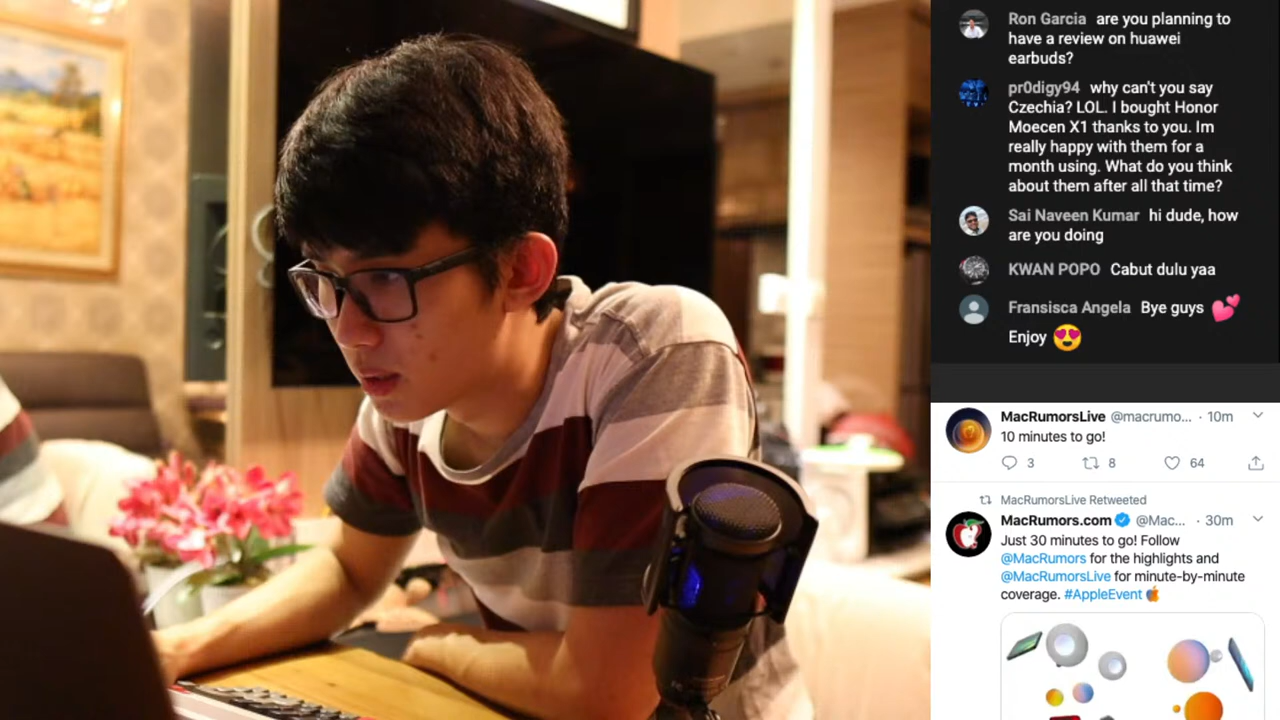 Ron Garcia are you planning to
have a review on huawei
earbuds?
pr0digy94 why can't you say
Czechia? LOL. I bought Honor
Moecen X1 thanks to you. Im
really happy with them for a
month using. What do you think
about them after all that time?
Sai Naveen Kumar hi dude, how
are you doing
KWAN POPO Cabut dulu yaa
Fransisca Angela Bye guys 💕
Enjoy 😍
MacRumorsLive @macrumo... · 10m
10 minutes to go!
3 8 64
MacRumorsLive Retweeted
MacRumors.com @Mac... · 30m
Just 30 minutes to go! Follow
@MacRumors for the highlights and
@MacRumorsLive for minute-by-minute
coverage. #AppleEvent